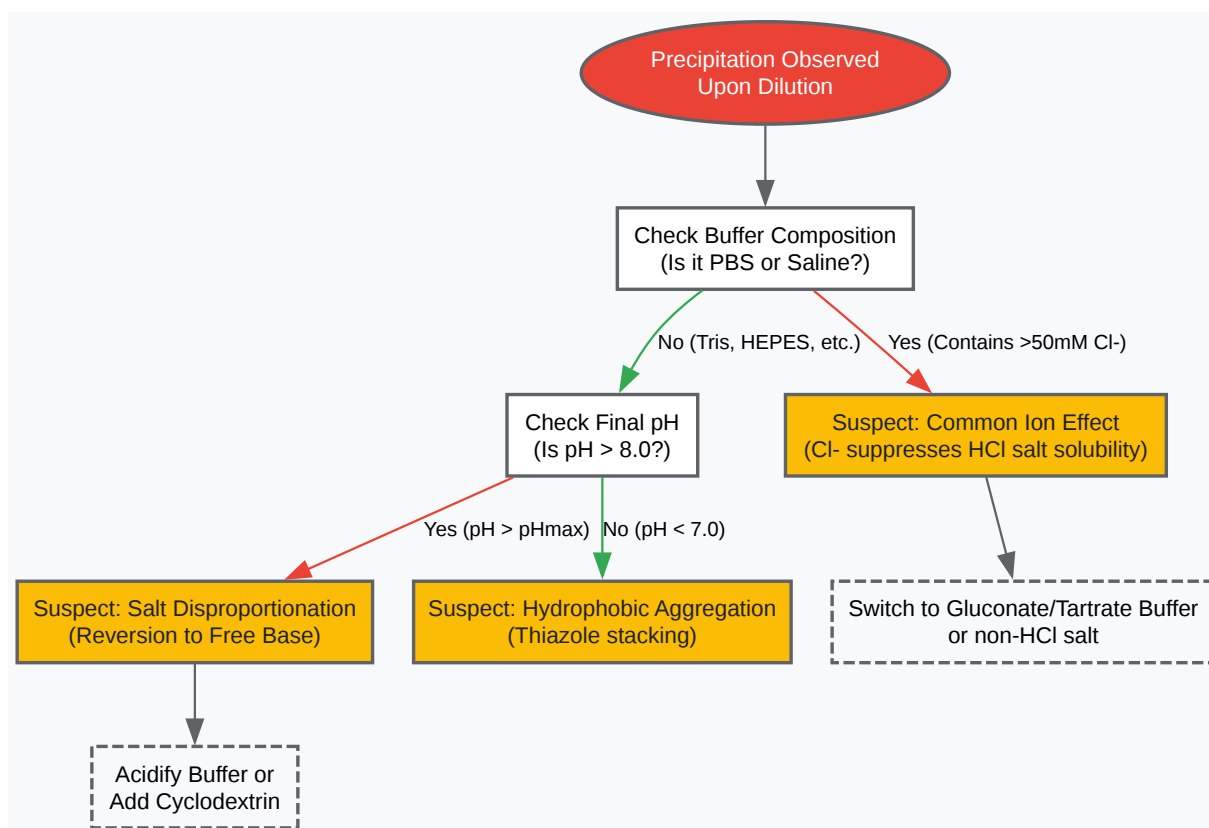 Precipitation Observed
Upon Dilution
Check Buffer Composition
(Is it PBS or Saline?)
No (Tris, HEPES, etc.)
Yes (Contains >50mM Cl-)
Check Final pH
(Is pH > 8.0?)
Suspect: Common Ion Effect
(Cl- suppresses HCl salt solubility)
Yes (pH > pHmax)
No (pH < 7.0)
Suspect: Salt Disproportionation
(Reversion to Free Base)
Suspect: Hydrophobic Aggregation
(Thiazole stacking)
Switch to Gluconate/Tartrate Buffer
or non-HCl salt
Acidify Buffer or
Add Cyclodextrin